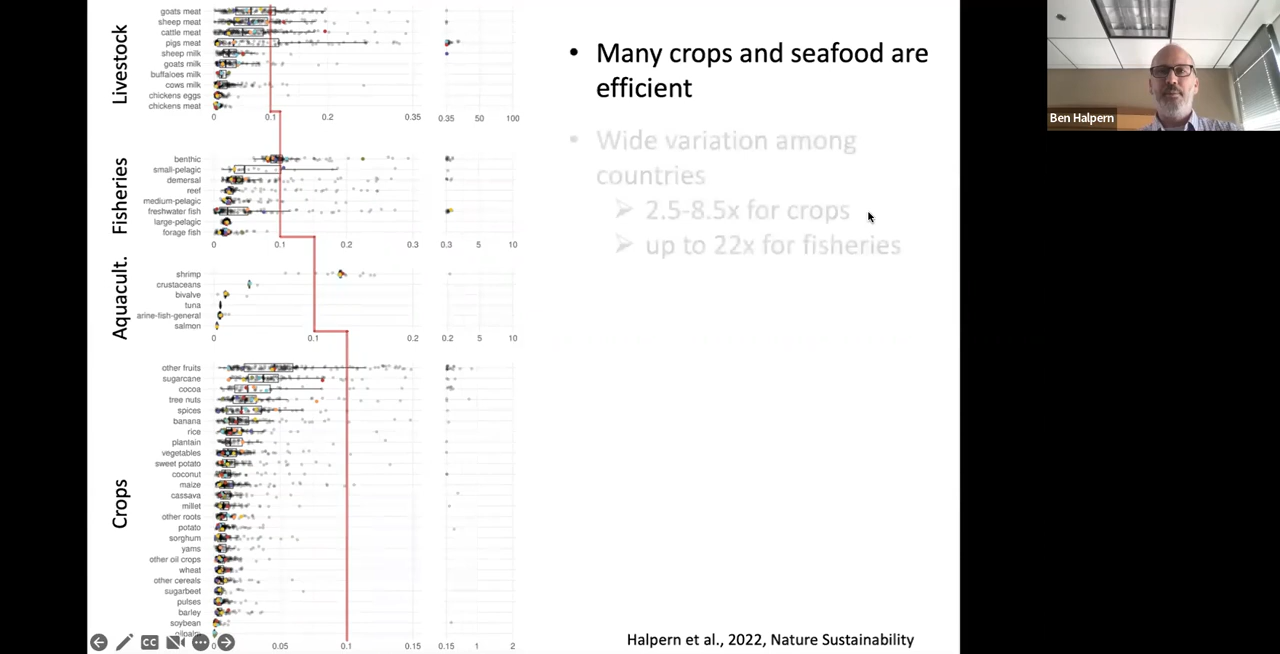 Livestock
goats meat
sheep meat
cattle meat
pigs meat
sheep milk
goats milk
buffaloes milk
cows milk
chickens eggs
chickens meat
0 0.1 0.2 0.35 0.35 50 100
Fisheries
benthic
small-pelagic
demersal
reef
medium-pelagic
freshwater fish
large-pelagic
forage fish
0 0.1 0.2 0.3 0.3 5 10
Aquacult.
shrimp
crustaceans
bivalve
tuna
arine-fish-general
salmon
0 0.1 0.2 0.2 5 10
Crops
other fruits
sugarcane
cocoa
tree nuts
spices
banana
rice
plantain
vegetables
sweet potato
coconut
maize
cassava
millet
other roots
potato
sorghum
yams
other oil crops
wheat
other cereals
sugarbeet
pulses
barley
soybean
oilpalm
0 0.05 0.1 0.15 0.15 1 2
CC
• Many crops and seafood are
efficient
• Wide variation among
countries
➢ 2.5-8.5x for crops
➢ up to 22x for fisheries
Halpern et al., 2022, Nature Sustainability
Ben Halpern